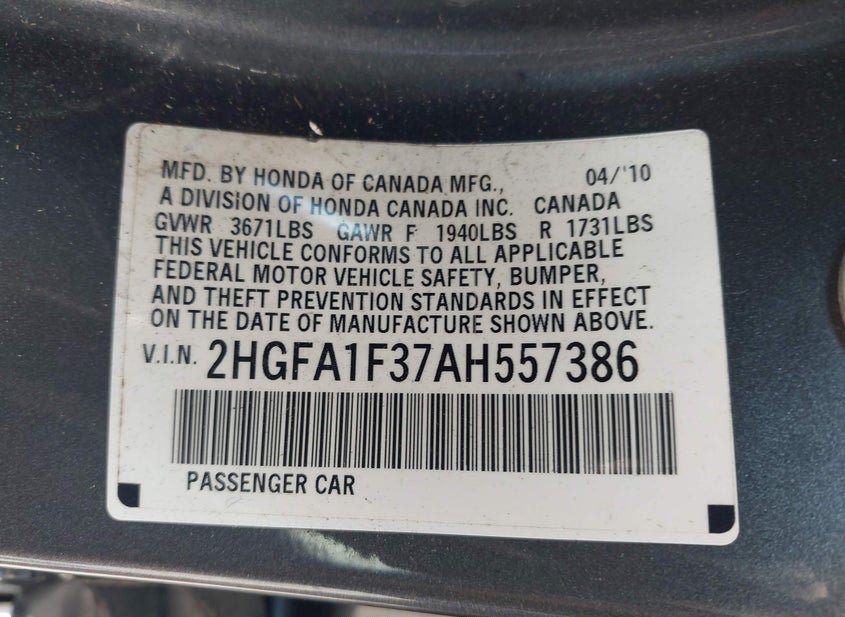 MFD. BY HONDA OF CANADA MFG., 04/'10
A DIVISION OF HONDA CANADA INC. CANADA
GVWR 3671LBS GAWR F 1940LBS R 1731LBS
THIS VEHICLE CONFORMS TO ALL APPLICABLE
FEDERAL MOTOR VEHICLE SAFETY, BUMPER,
AND THEFT PREVENTION STANDARDS IN EFFECT
ON THE DATE OF MANUFACTURE SHOWN ABOVE.
V.I.N. 2HGFA1F37AH557386
PASSENGER CAR